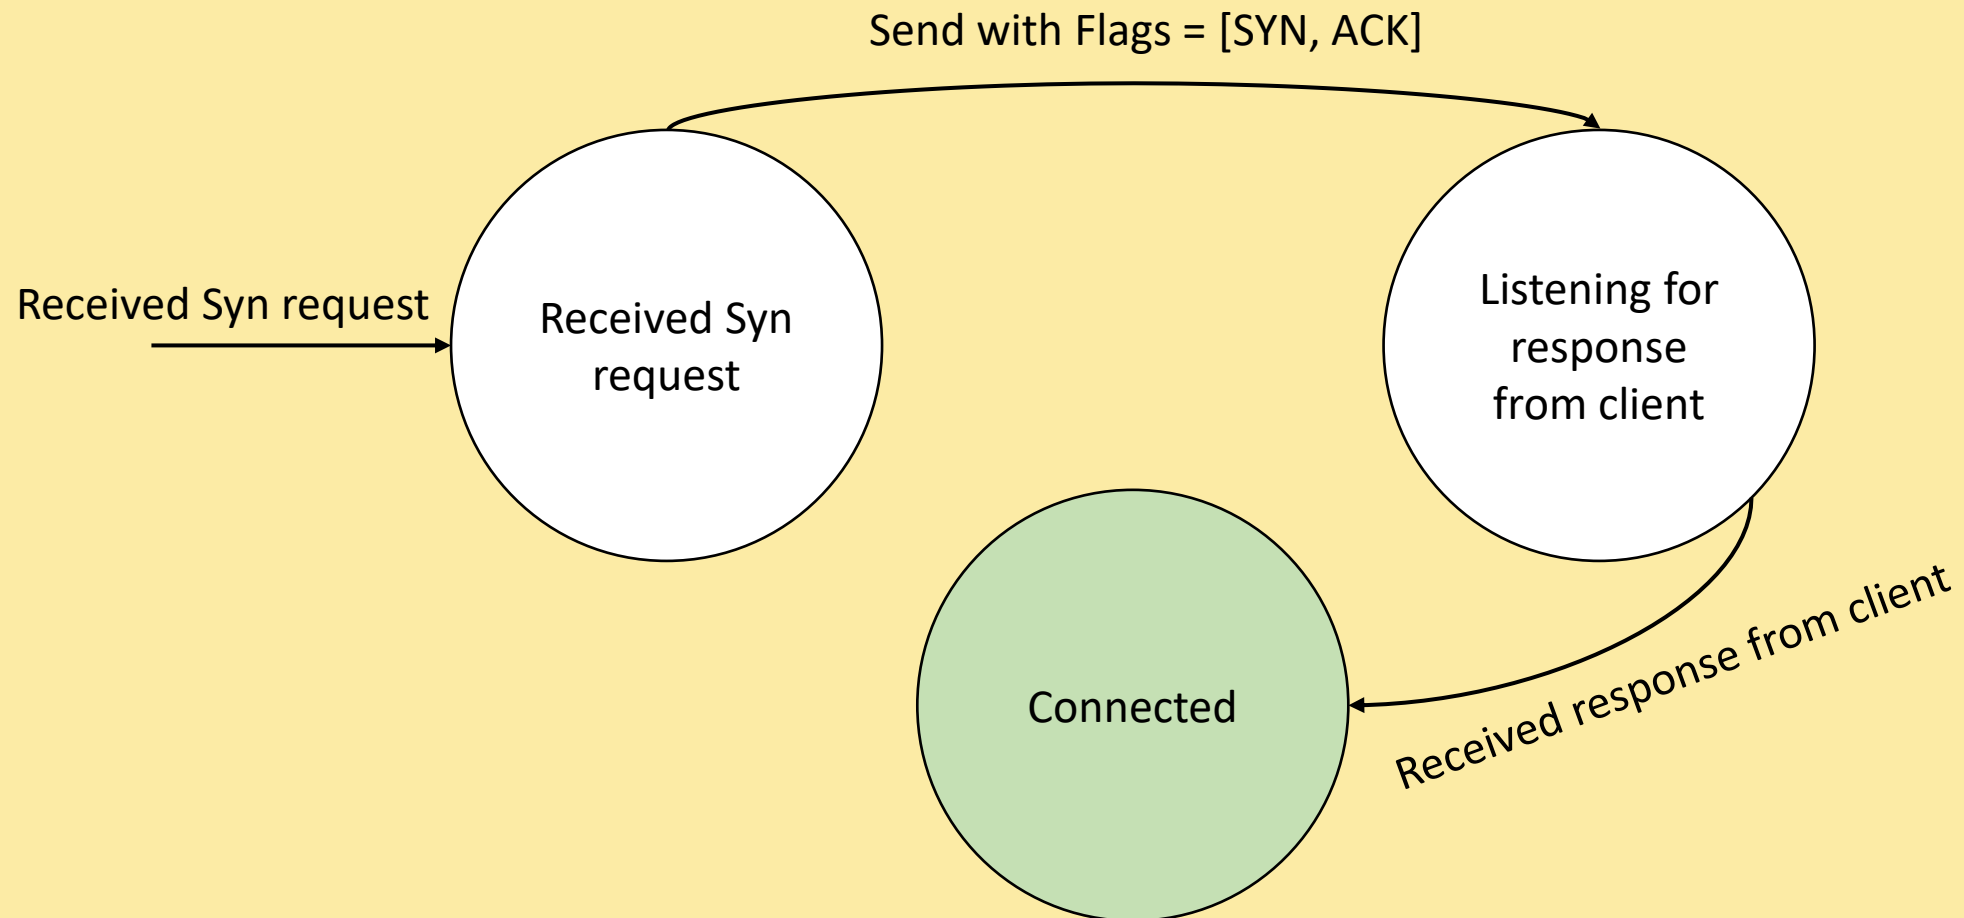 Send with Flags = [SYN, ACK]
Received Syn request
Received Syn
request
Listening for
response
from client
Connected
Received response from client